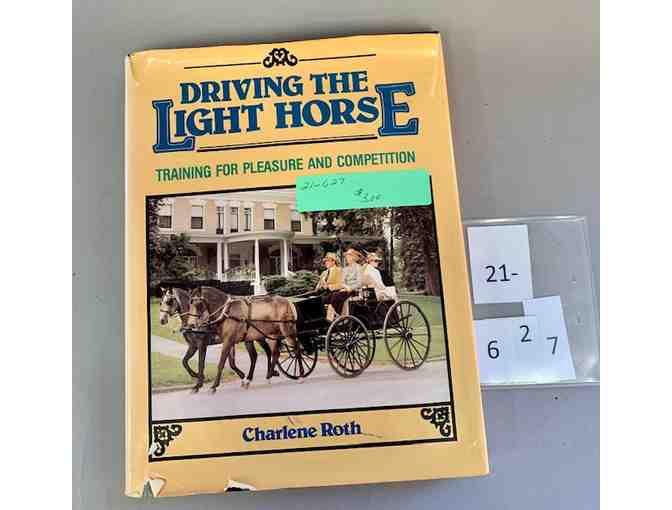 DRIVING THE
LIGHT HORSE
TRAINING FOR PLEASURE AND COMPETITION
21-627
$3.00
Charlene Roth
21-
6 2 7